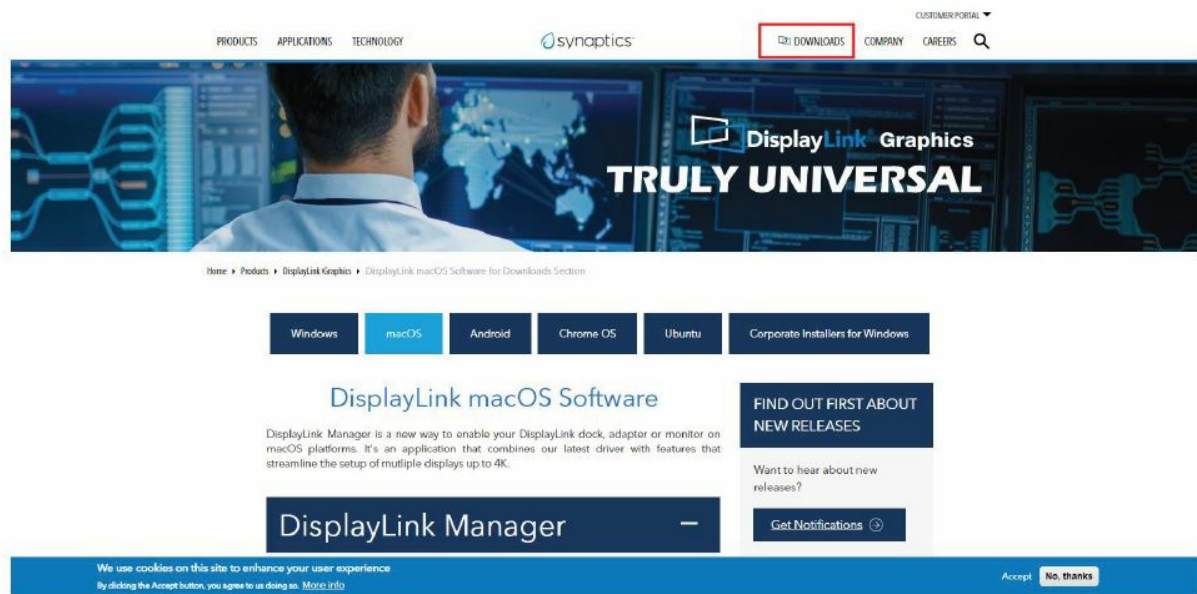 CUSTOMER PORTAL
PRODUCTS APPLICATIONS TECHNOLOGY synaptics DOWNLOADS COMPANY CAREERS
DisplayLink Graphics
TRULY UNIVERSAL
Home Products DisplayLink Graphics DisplayLink macOS Software for Downloads Section
Windows macOS Android Chrome OS Ubuntu Corporate Installers for Windows
DisplayLink macOS Software
DisplayLink Manager is a new way to enable your DisplayLink dock, adapter or monitor on
macOS platforms. It's an application that combines our latest driver with features that
streamline the setup of mutliple displays up to 4K.
DisplayLink Manager
FIND OUT FIRST ABOUT
NEW RELEASES
Want to hear about new
releases?
Get Notifications
We use cookies on this site to enhance your user experience
By clicking the Accept button, you agree to us doing so. More info
Accept No, thanks